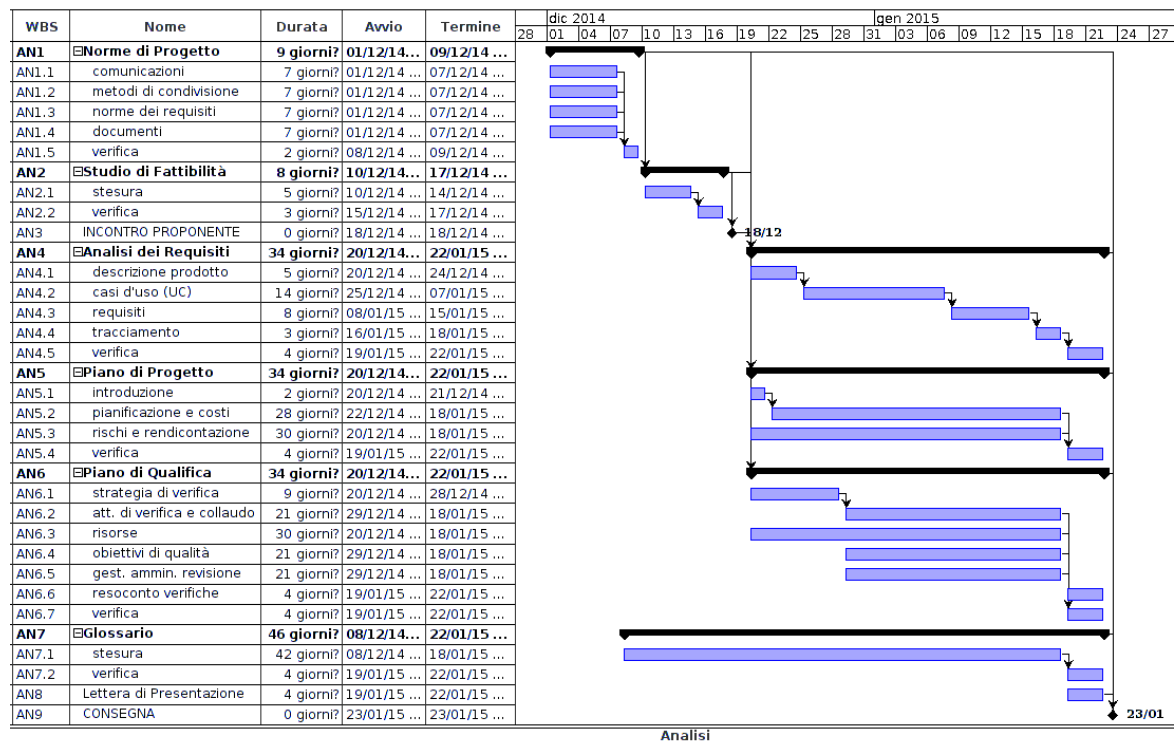 WBS Nome Durata Avvio Termine dic 2014 gen 2015
28 01 04 07 10 13 16 19 22 25 28 31 03 06 09 12 15 18 21 24 27
AN1 Norme di Progetto 9 giorni? 01/12/14... 09/12/14 ...
AN1.1 comunicazioni 7 giorni? 01/12/14 ... 07/12/14 ...
AN1.2 metodi di condivisione 7 giorni? 01/12/14 ... 07/12/14 ...
AN1.3 norme dei requisiti 7 giorni? 01/12/14 ... 07/12/14 ...
AN1.4 documenti 7 giorni? 01/12/14 ... 07/12/14 ...
AN1.5 verifica 2 giorni? 08/12/14 ... 09/12/14 ...
AN2 Studio di Fattibilità 8 giorni? 10/12/14... 17/12/14 ...
AN2.1 stesura 5 giorni? 10/12/14 ... 14/12/14 ...
AN2.2 verifica 3 giorni? 15/12/14 ... 17/12/14 ...
AN3 INCONTRO PROPONENTE 0 giorni? 18/12/14 ... 18/12/14 ... 18/12
AN4 Analisi dei Requisiti 34 giorni? 20/12/14... 22/01/15 ...
AN4.1 descrizione prodotto 5 giorni? 20/12/14 ... 24/12/14 ...
AN4.2 casi d'uso (UC) 14 giorni? 25/12/14 ... 07/01/15 ...
AN4.3 requisiti 8 giorni? 08/01/15 ... 15/01/15 ...
AN4.4 tracciamento 3 giorni? 16/01/15 ... 18/01/15 ...
AN4.5 verifica 4 giorni? 19/01/15 ... 22/01/15 ...
AN5 Piano di Progetto 34 giorni? 20/12/14... 22/01/15 ...
AN5.1 introduzione 2 giorni? 20/12/14 ... 21/12/14 ...
AN5.2 pianificazione e costi 28 giorni? 22/12/14 ... 18/01/15 ...
AN5.3 rischi e rendicontazione 30 giorni? 20/12/14 ... 18/01/15 ...
AN5.4 verifica 4 giorni? 19/01/15 ... 22/01/15 ...
AN6 Piano di Qualifica 34 giorni? 20/12/14... 22/01/15 ...
AN6.1 strategia di verifica 9 giorni? 20/12/14 ... 28/12/14 ...
AN6.2 att. di verifica e collaudo 21 giorni? 29/12/14 ... 18/01/15 ...
AN6.3 risorse 30 giorni? 20/12/14 ... 18/01/15 ...
AN6.4 obiettivi di qualità 21 giorni? 29/12/14 ... 18/01/15 ...
AN6.5 gest. ammin. revisione 21 giorni? 29/12/14 ... 18/01/15 ...
AN6.6 resoconto verifiche 4 giorni? 19/01/15 ... 22/01/15 ...
AN6.7 verifica 4 giorni? 19/01/15 ... 22/01/15 ...
AN7 Glossario 46 giorni? 08/12/14... 22/01/15 ...
AN7.1 stesura 42 giorni? 08/12/14 ... 18/01/15 ...
AN7.2 verifica 4 giorni? 19/01/15 ... 22/01/15 ...
AN8 Lettera di Presentazione 4 giorni? 19/01/15 ... 22/01/15 ...
AN9 CONSEGNA 0 giorni? 23/01/15 ... 23/01/15 ... 23/01
Analisi